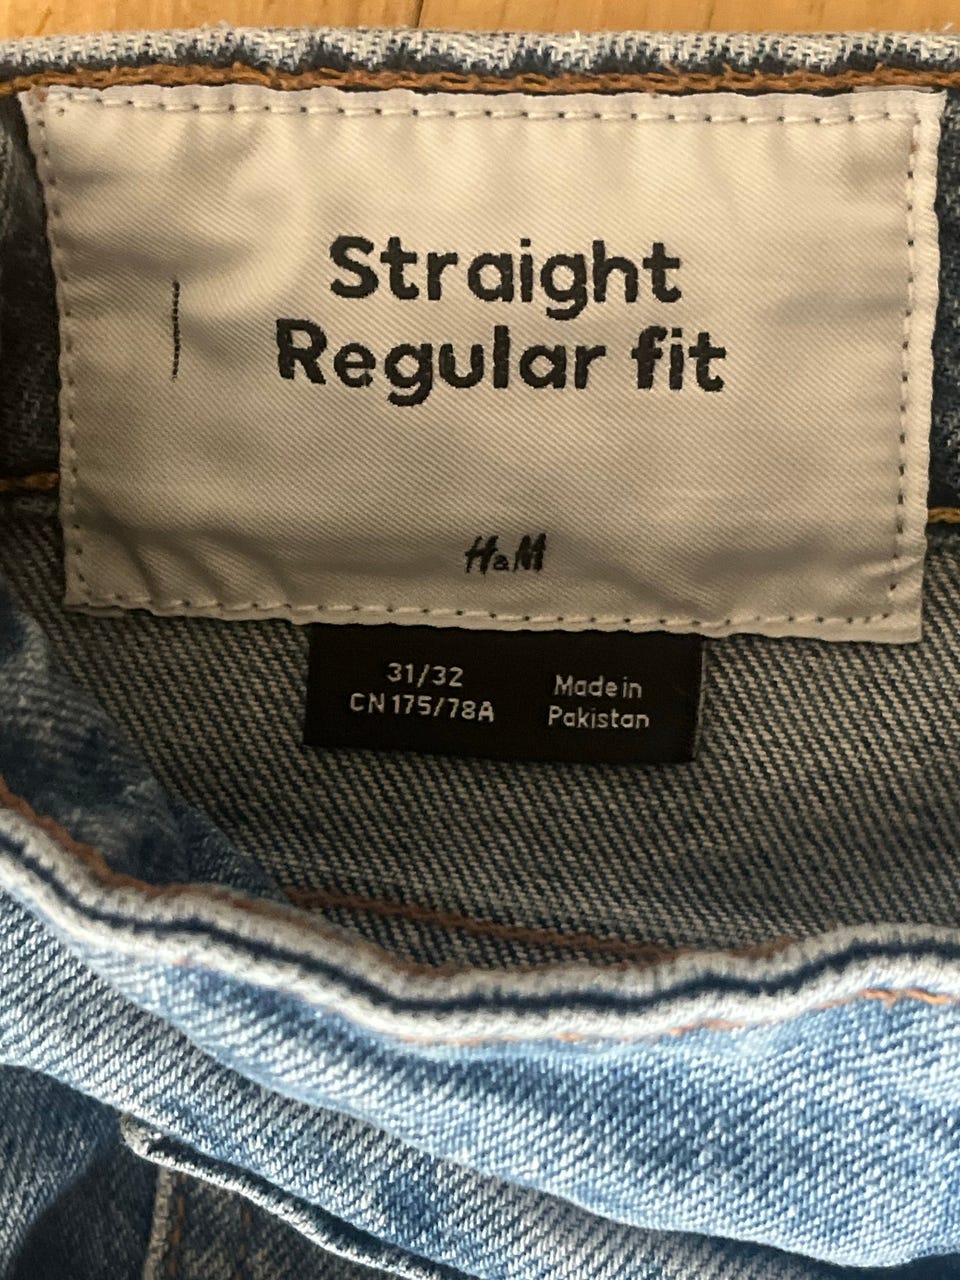 Straight
Regular fit
H&M
31/32
CN 175/78A
Made in
Pakistan